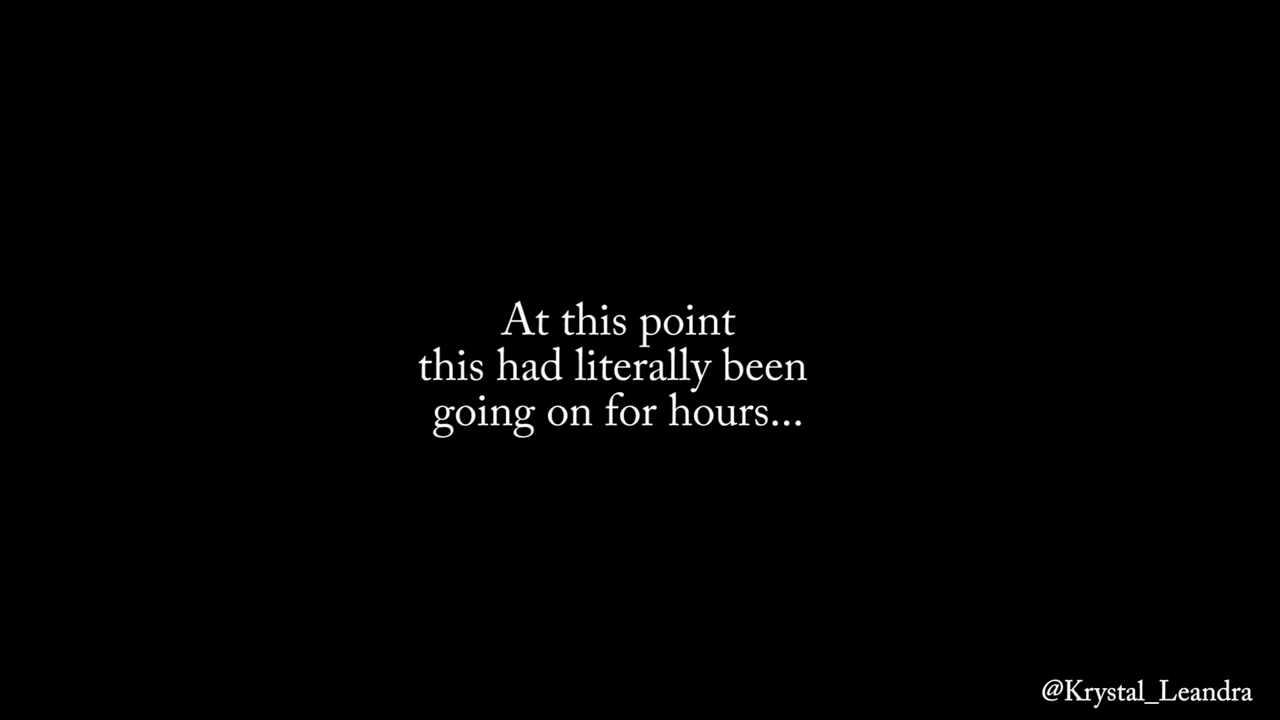 At this point
this had literally been
going on for hours...
@Krystal_Leandra